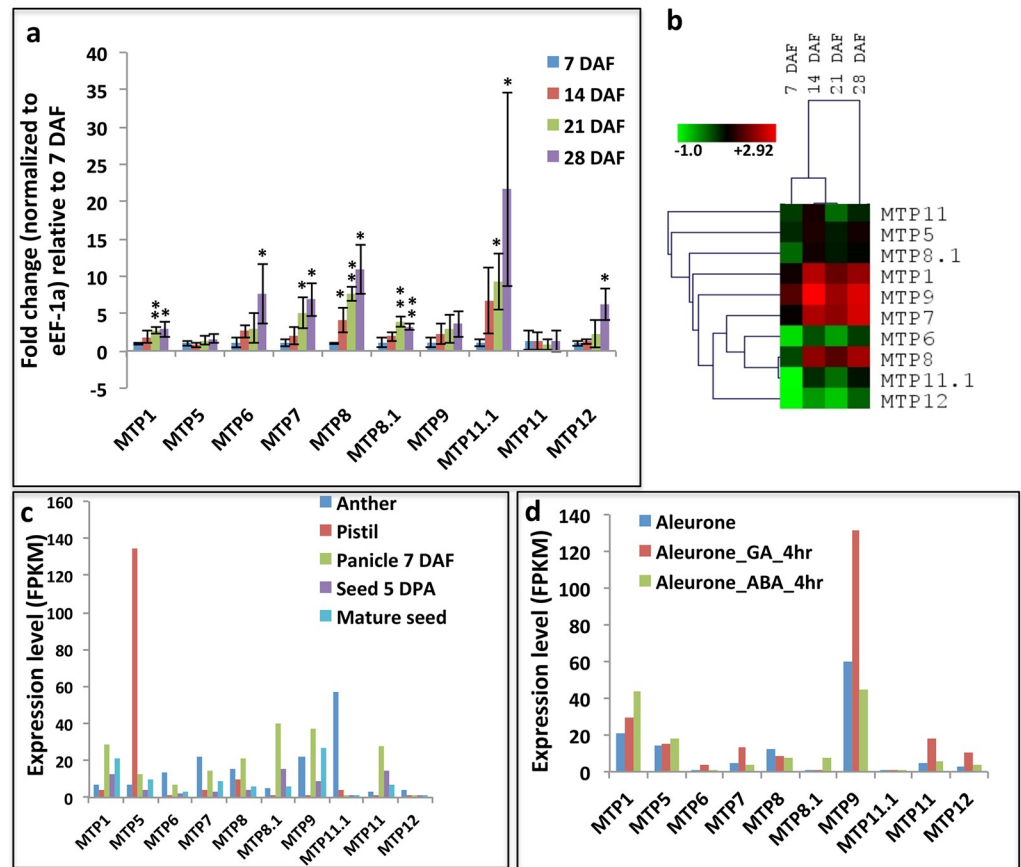 a
Fold change (normalized to
eEF-1a) relative to 7 DAF
40
35
30
25
20
15
10
5
0
-5
7 DAF
14 DAF
21 DAF
28 DAF
* * * * * * * * * * * * * * *
MTP1 MTP5 MTP6 MTP7 MTP8 MTP8.1 MTP9 MTP11.1 MTP11 MTP12
b
7 DAF
14 DAF
21 DAF
28 DAF
-1.0 +2.92
MTP11
MTP5
MTP8.1
MTP1
MTP9
MTP7
MTP6
MTP8
MTP11.1
MTP12
c
Expression level (FPKM)
160
140
120
100
80
60
40
20
0
Anther
Pistil
Panicle 7 DAF
Seed 5 DPA
Mature seed
MTP1 MTP5 MTP6 MTP7 MTP8 MTP8.1 MTP9 MTP11.1 MTP11 MTP12
d
Expression level (FPKM)
140
120
100
80
60
40
20
0
Aleurone
Aleurone_GA_4hr
Aleurone_ABA_4hr
MTP1 MTP5 MTP6 MTP7 MTP8 MTP8.1 MTP9 MTP11.1 MTP11 MTP12